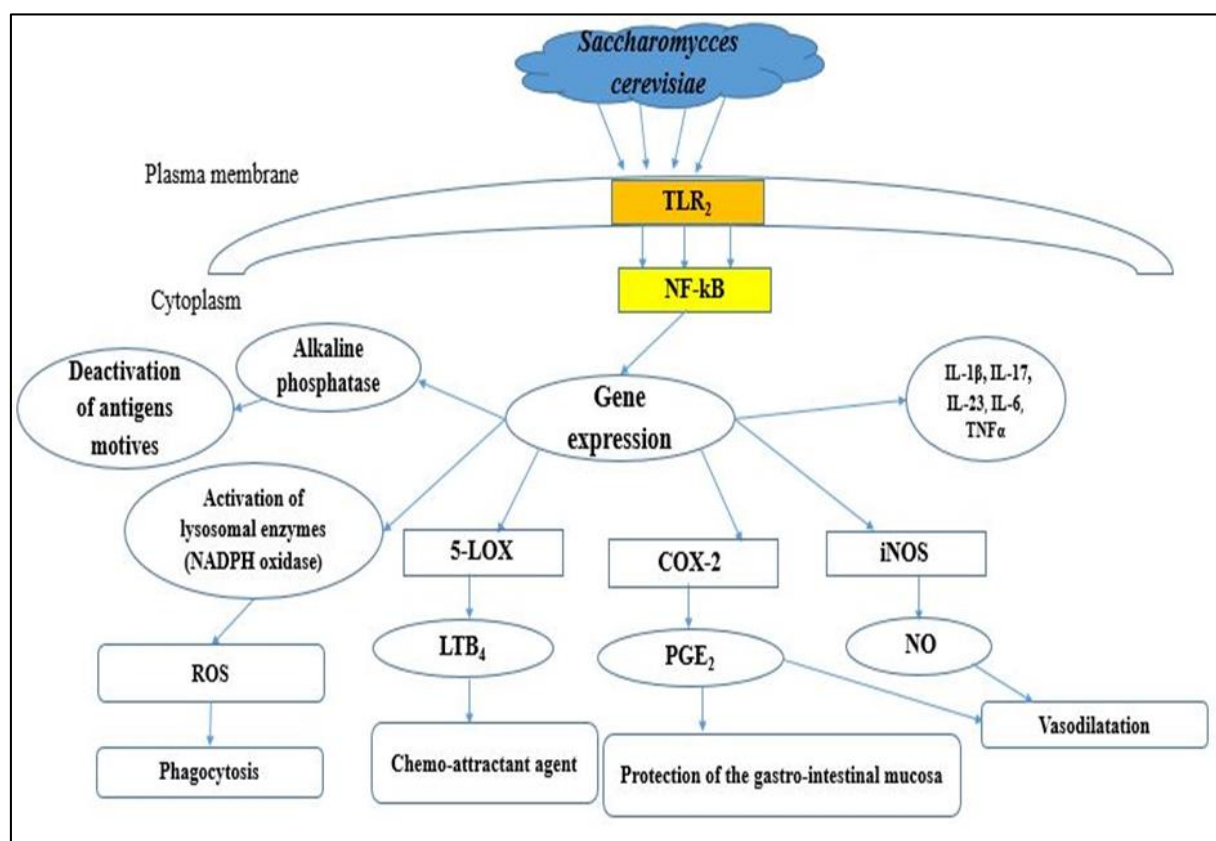 Saccharomycces
cerevisiae
Plasma membrane
TLR₂
NF-kB
Cytoplasm
Alkaline
phosphatase
Deactivation
of antigens
motives
Gene
expression
IL-1β, IL-17,
IL-23, IL-6,
TNFα
Activation of
lysosomal enzymes
(NADPH oxidase)
5-LOX
COX-2
iNOS
ROS
LTB₄
PGE₂
NO
Phagocytosis
Chemo-attractant agent
Protection of the gastro-intestinal mucosa
Vasodilatation